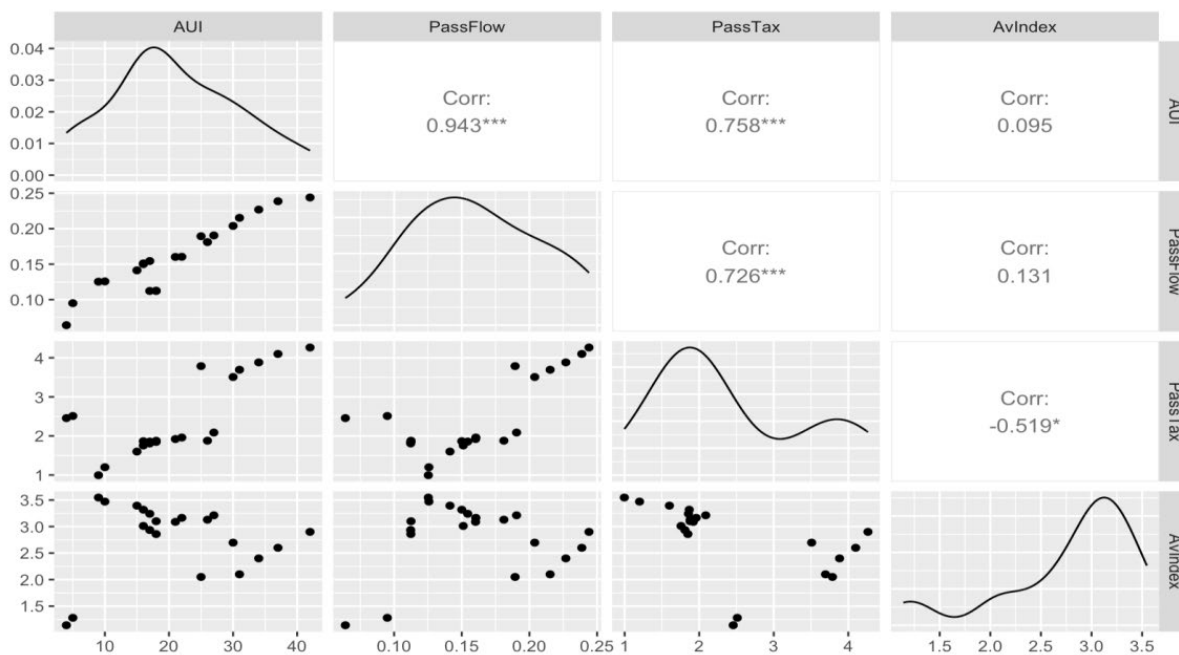 AUI PassFlow PassTax AvIndex
0.04
0.03
0.02
0.01
0.00
Corr:
0.943***
Corr:
0.758***
Corr:
0.095
AUI
0.25
0.20
0.15
0.10
Corr:
0.726***
Corr:
0.131
PassFlow
4
3
2
1
Corr:
-0.519*
PassTax
3.5
3.0
2.5
2.0
1.5
AvIndex
10 20 30 40
0.10 0.15 0.20 0.25
1 2 3 4
1.5 2.0 2.5 3.0 3.5